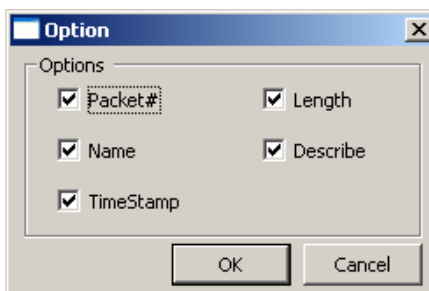 Option
Options
Packet# Length
Name Describe
TimeStamp
OK Cancel